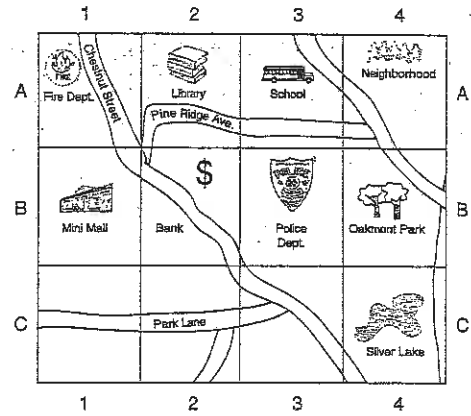 1 2 3 4
A A
Fire Dept.
Chestnut Street
Library
School
Neighborhood
Pine Ridge Ave.
B B
Mini Mall
$
Bank
Police
Dept.
Oakmont Park
C C
Park Lane
Silver Lake
1 2 3 4